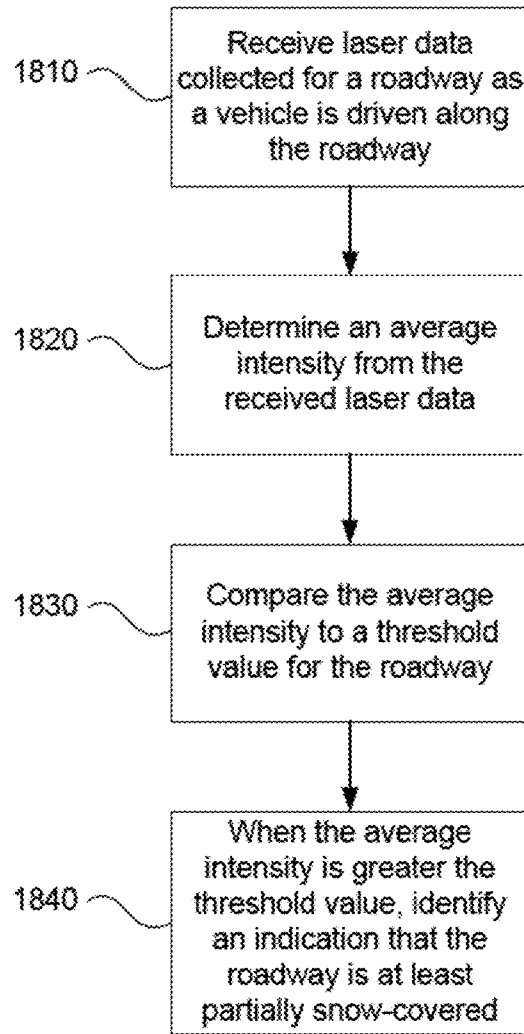 1810
Receive laser data
collected for a roadway as
a vehicle is driven along
the roadway
1820
Determine an average
intensity from the
received laser data
1830
Compare the average
intensity to a threshold
value for the roadway
1840
When the average
intensity is greater the
threshold value, identify
an indication that the
roadway is at least
partially snow-covered